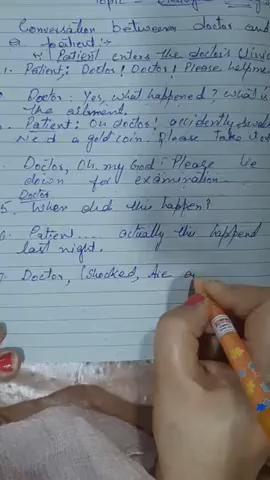 Topic -
Conversation between doctor and
a patient:-
* Patient enters the doctor's
1. Patient; Doctor! Doctor! Please help me
Doctor: Yes, what happened? What is
the ailment.
Patient: Oh doctor! accidently
a gold coin. Please Take
Doctor, Oh my God! Please lie
down for examination.
Doctor
5. When did this happen?
6. Patient.... actually this happend
last night.
7. Doctor, (Shocked, Are